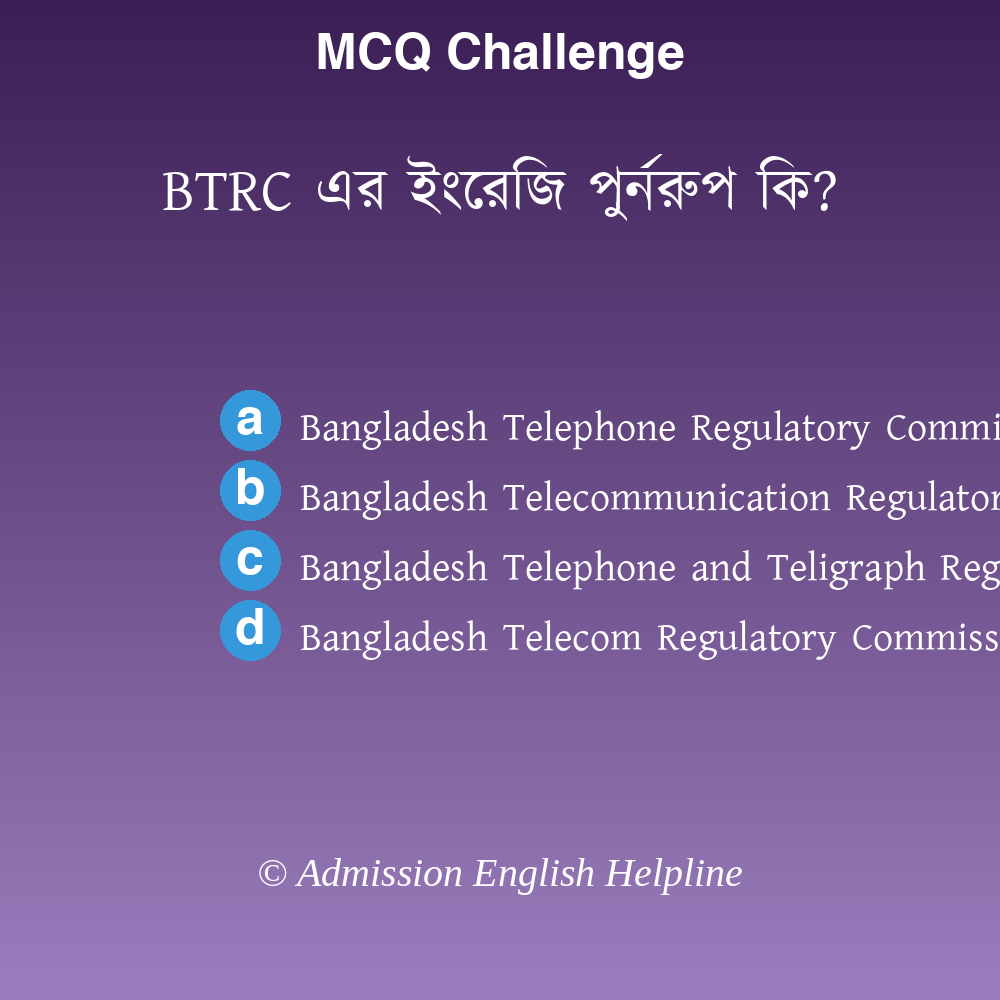 MCQ Challenge
BTRC এর ইংরেজি পুর্নরুপ কি?
a Bangladesh Telephone Regulatory Commi
b Bangladesh Telecommunication Regulator
c Bangladesh Telephone and Teligraph Reg
d Bangladesh Telecom Regulatory Commiss
© Admission English Helpline